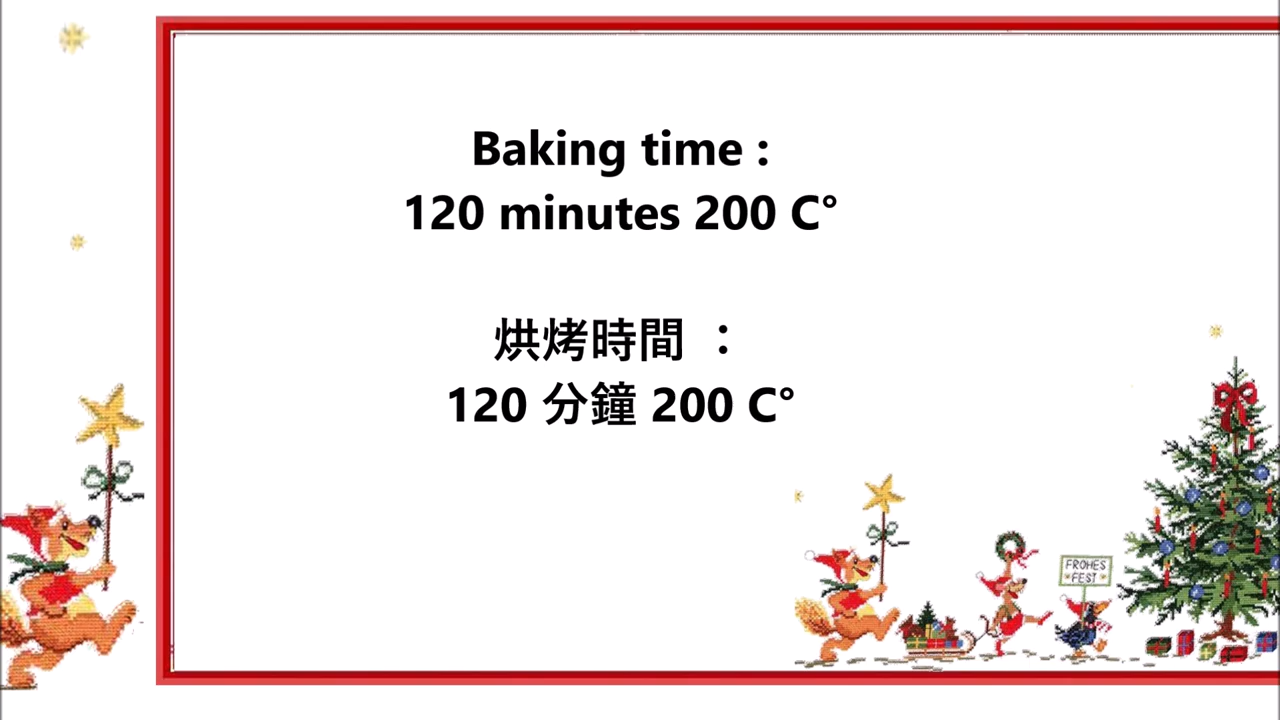 Baking time :
120 minutes 200 C°
烘烤時間 ：
120 分鐘 200 C°
FROHES
FEST